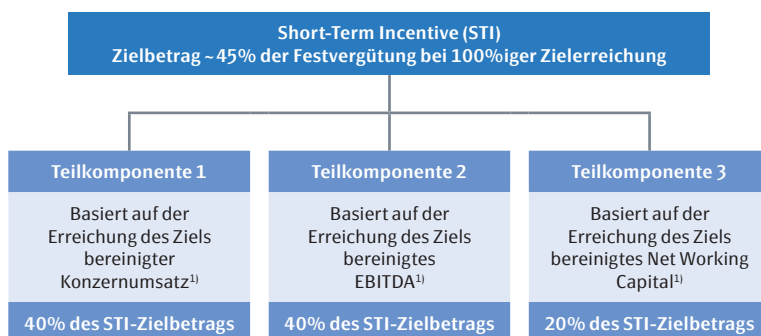 Short-Term Incentive (STI)
Zielbetrag ~45% der Festvergütung bei 100%iger Zielerreichung
Teilkomponente 1
Basiert auf der
Erreichung des Ziels
bereinigter
Konzernumsatz¹⁾
40% des STI-Zielbetrags
Teilkomponente 2
Basiert auf der
Erreichung des Ziels
bereinigtes
EBITDA¹⁾
40% des STI-Zielbetrags
Teilkomponente 3
Basiert auf der
Erreichung des Ziels
bereinigtes Net Working
Capital¹⁾
20% des STI-Zielbetrags